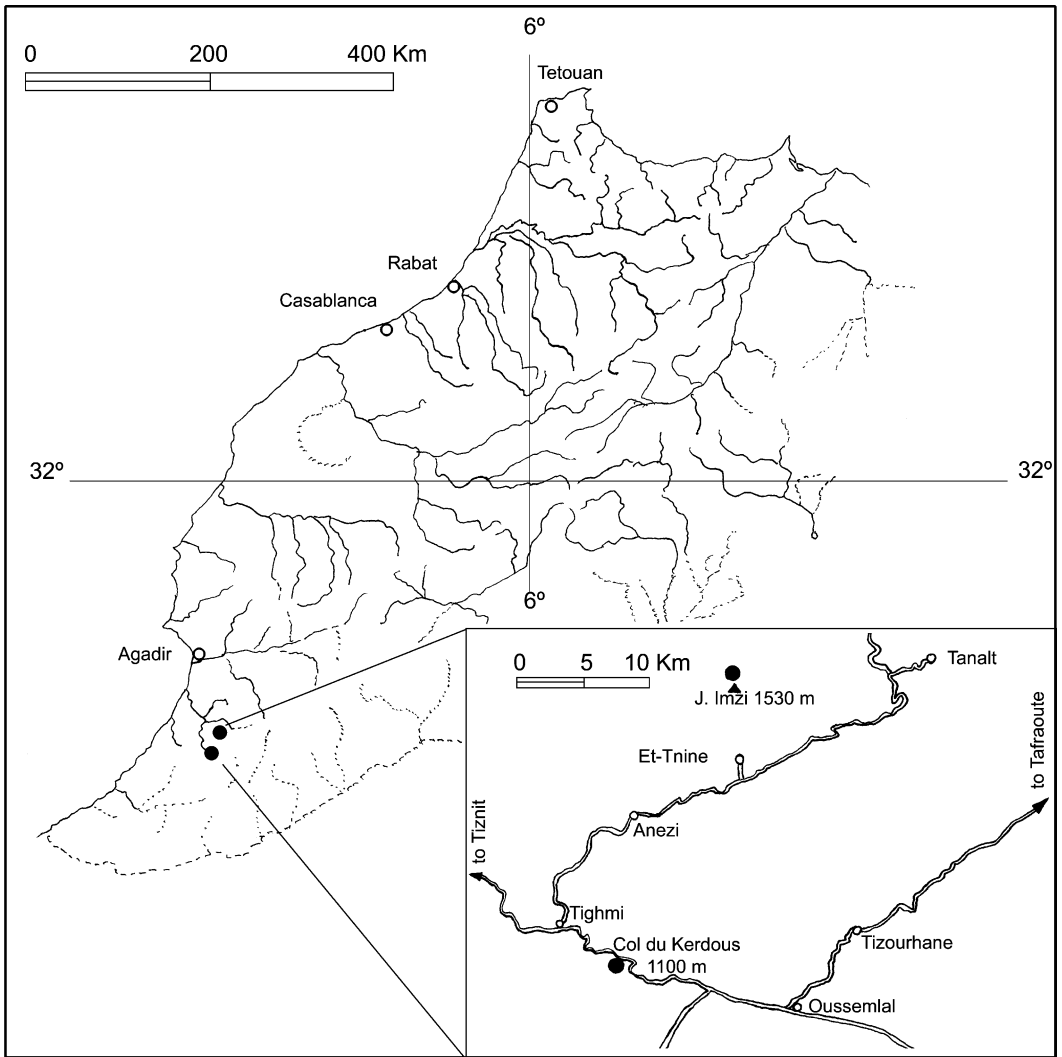 6º
0 200 400 Km
Tetouan
Rabat
Casablanca
32º 32º
6º
Agadir
0 5 10 Km
Tanalt
J. Imzi 1530 m
to Tafraoute
Et-Tnine
to Tiznit
Anezi
Tighmi
Col du Kerdous
1100 m
Tizourhane
Oussemlal